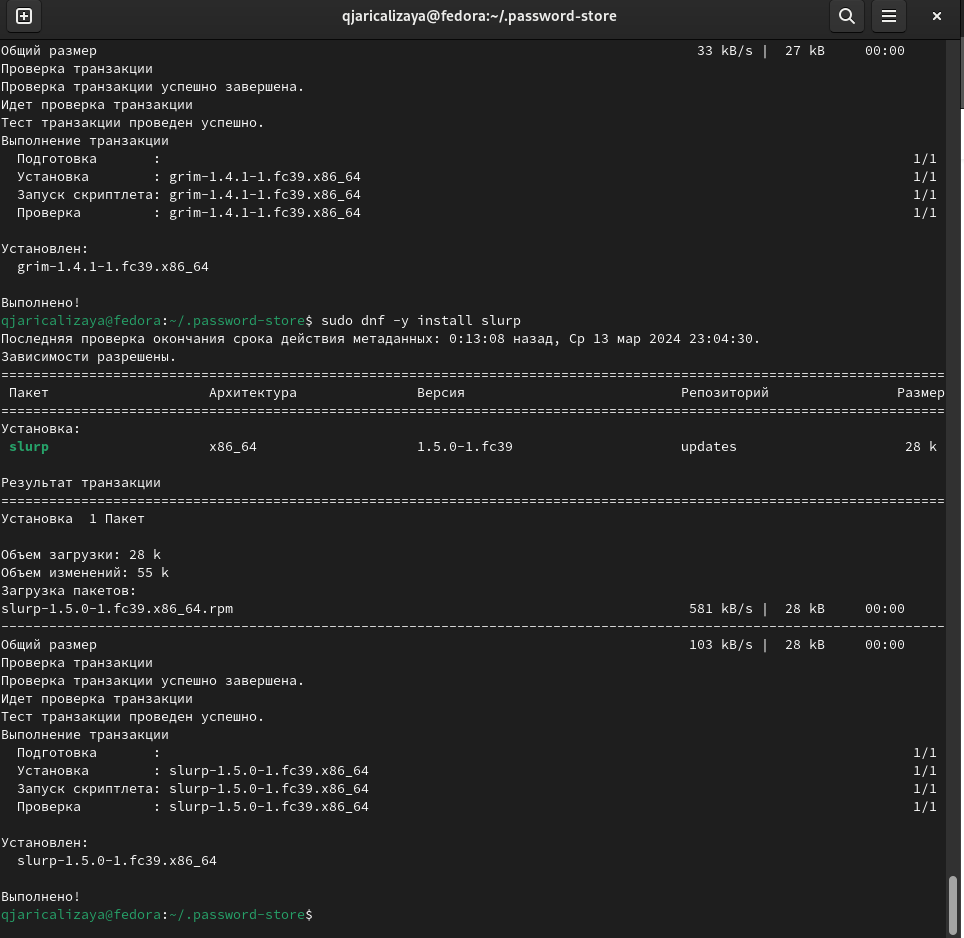 qjaricalizaya@fedora:~/.password-store
Общий размер 33 kB/s | 27 kB 00:00
Проверка транзакции
Проверка транзакции успешно завершена.
Идет проверка транзакции
Тест транзакции проведен успешно.
Выполнение транзакции
Подготовка : 1/1
Установка : grim-1.4.1-1.fc39.x86_64 1/1
Запуск скриптлета: grim-1.4.1-1.fc39.x86_64 1/1
Проверка : grim-1.4.1-1.fc39.x86_64 1/1
Установлен:
grim-1.4.1-1.fc39.x86_64
Выполнено!
qjaricalizaya@fedora:~/.password-store$ sudo dnf -y install slurp
Последняя проверка окончания срока действия метаданных: 0:13:08 назад, Ср 13 мар 2024 23:04:30.
Зависимости разрешены.
================================================================================
Пакет Архитектура Версия Репозиторий Размер
================================================================================
Установка:
slurp x86_64 1.5.0-1.fc39 updates 28 k
Результат транзакции
================================================================================
Установка 1 Пакет
Объем загрузки: 28 k
Объем изменений: 55 k
Загрузка пакетов:
slurp-1.5.0-1.fc39.x86_64.rpm 581 kB/s | 28 kB 00:00
--------------------------------------------------------------------------------
Общий размер 103 kB/s | 28 kB 00:00
Проверка транзакции
Проверка транзакции успешно завершена.
Идет проверка транзакции
Тест транзакции проведен успешно.
Выполнение транзакции
Подготовка : 1/1
Установка : slurp-1.5.0-1.fc39.x86_64 1/1
Запуск скриптлета: slurp-1.5.0-1.fc39.x86_64 1/1
Проверка : slurp-1.5.0-1.fc39.x86_64 1/1
Установлен:
slurp-1.5.0-1.fc39.x86_64
Выполнено!
qjaricalizaya@fedora:~/.password-store$